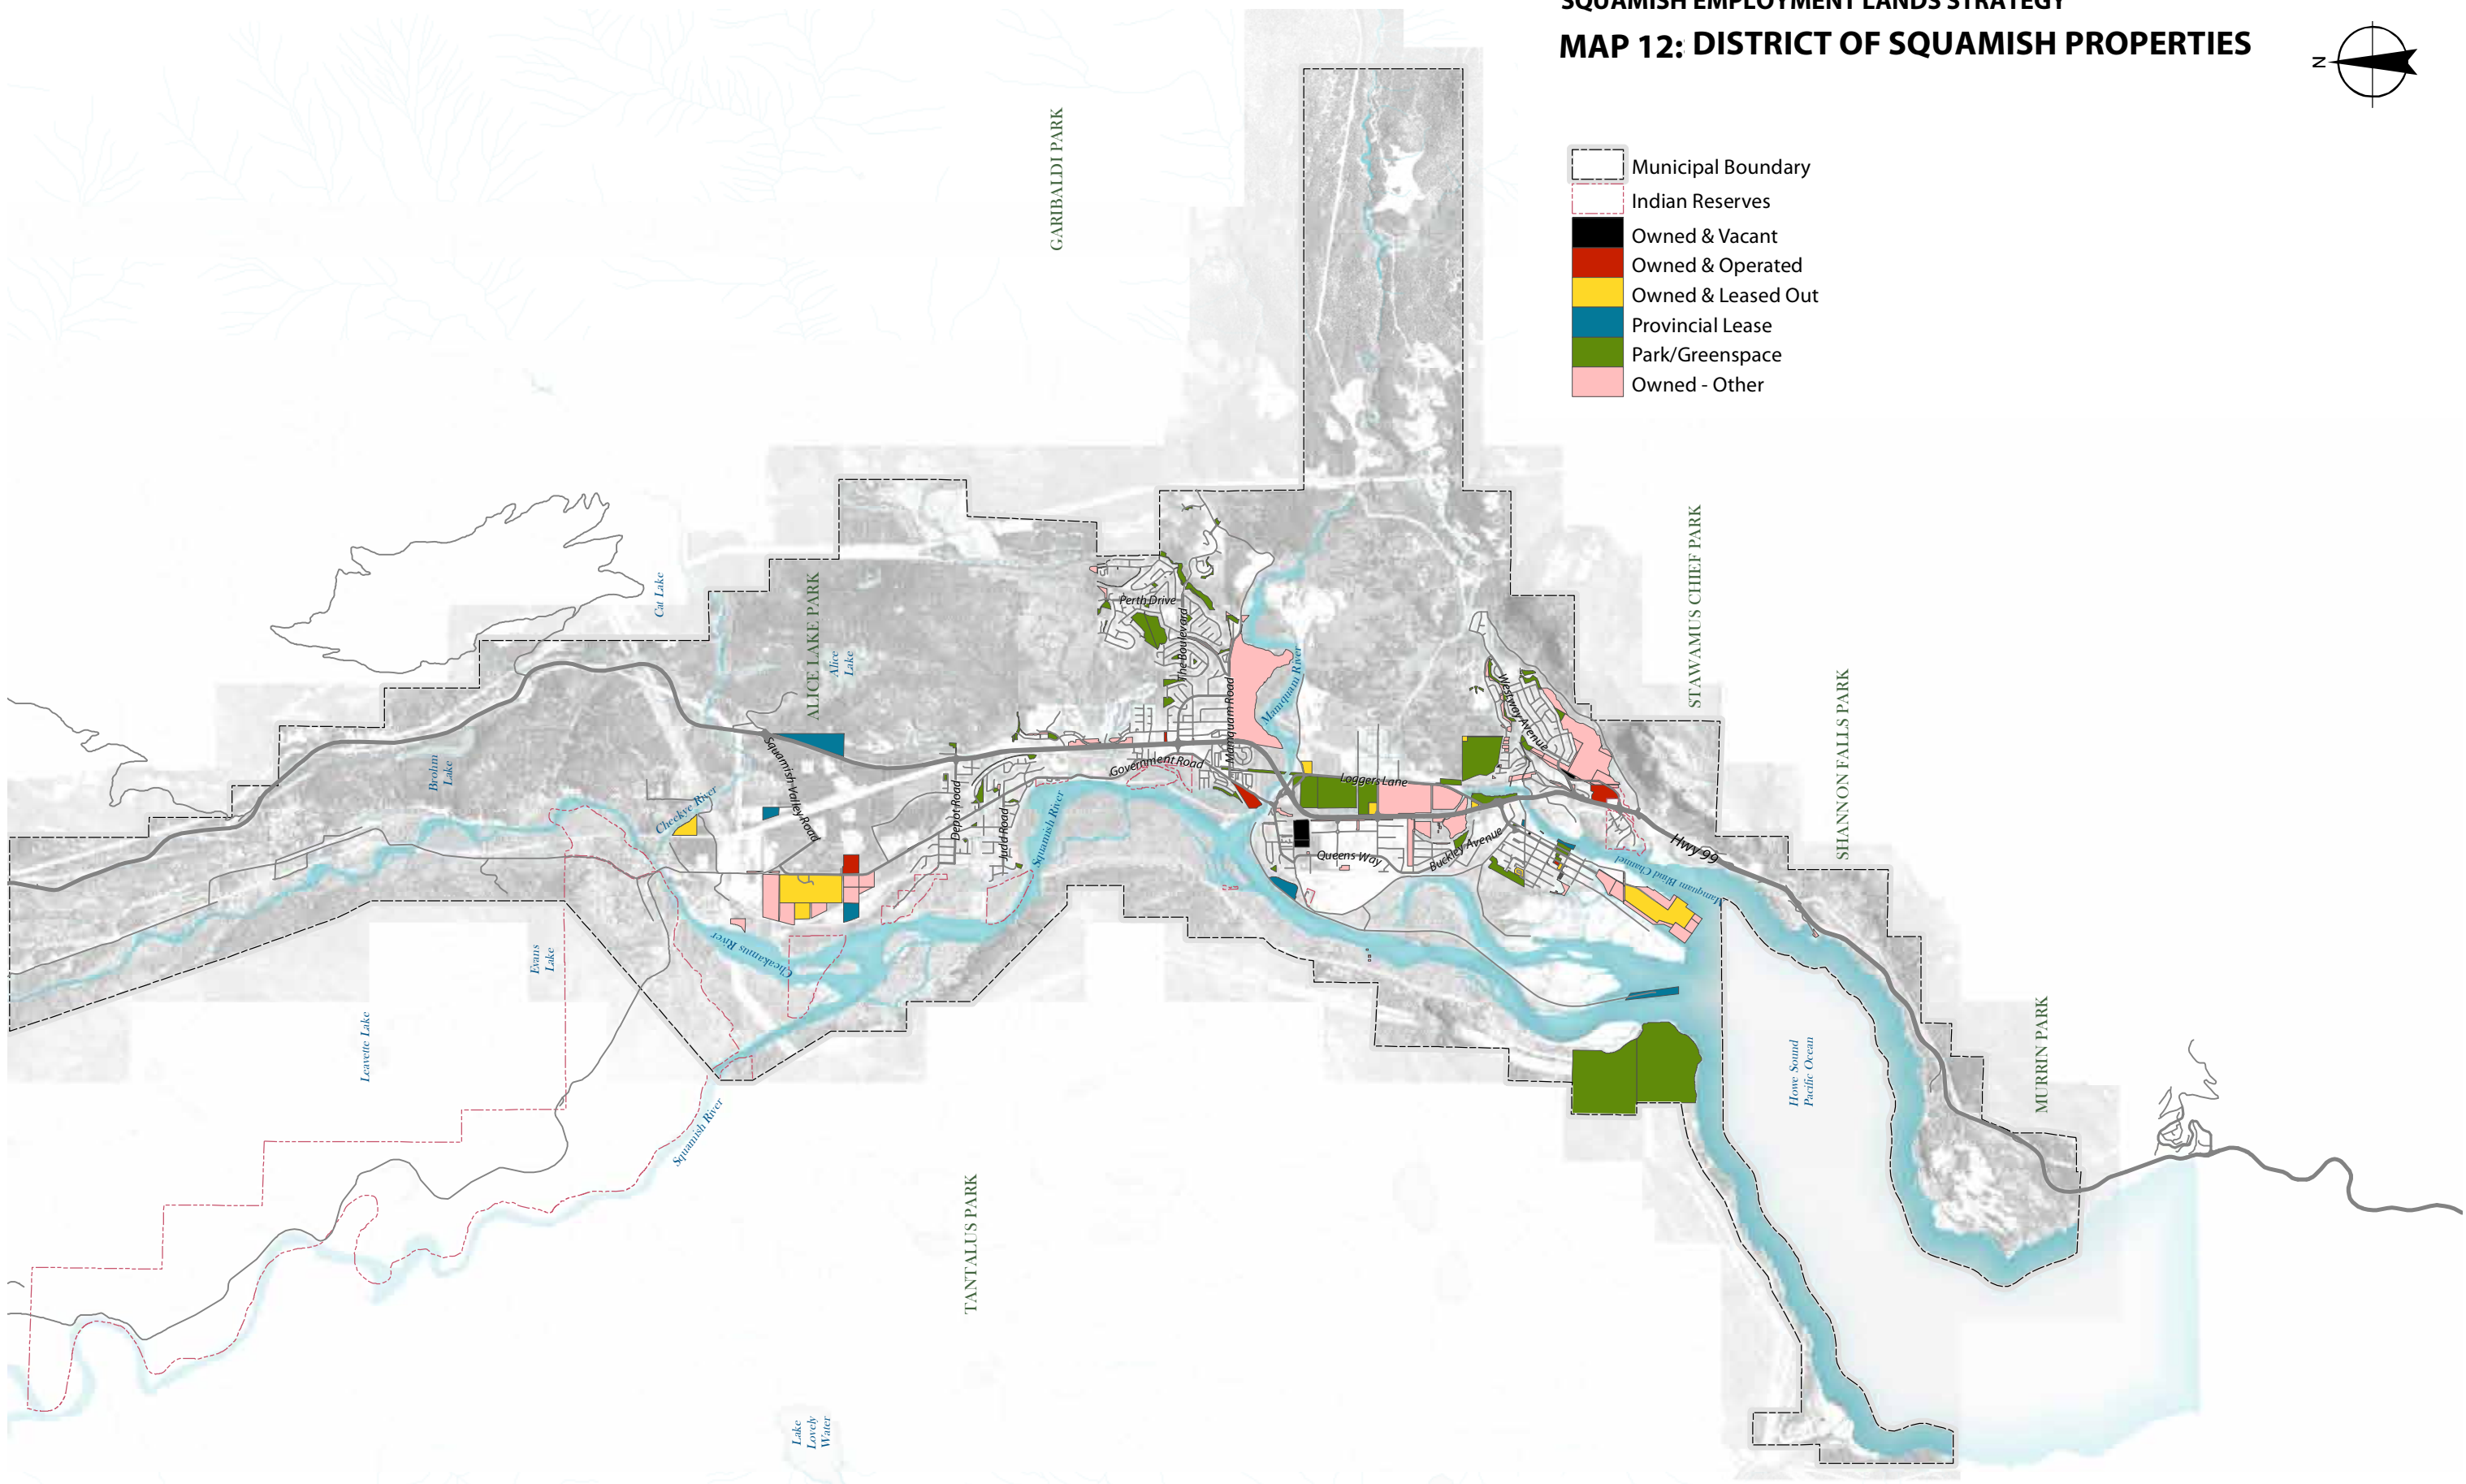 SQUAMISH EMPLOYMENT LANDS STRATEGY
MAP 12: DISTRICT OF SQUAMISH PROPERTIES
N
Municipal Boundary
Indian Reserves
Owned & Vacant
Owned & Operated
Owned & Leased Out
Provincial Lease
Park/Greenspace
Owned - Other
GARIBALDI PARK
STAWAMUS CHIEF PARK
Cat Lake
ALICE LAKE PARK
Alice
Lake
Perth Drive
The Boulevard
Mamquam Road
Mamquam River
Westway Avenue
SHANNON FALLS PARK
Brohm
Lake
Squamish Valley Road
Government Road
Loggers Lane
Cheekye River
Depot Road
Judd Road
Squamish River
Queens Way
Buckley Avenue
Hwy 99
Mamquam Blind Channel
Cheakamus River
Evans
Lake
Levette Lake
Squamish River
Howe Sound
Pacific Ocean
MURRIN PARK
TANTALUS PARK
Lake
Lovely
Water